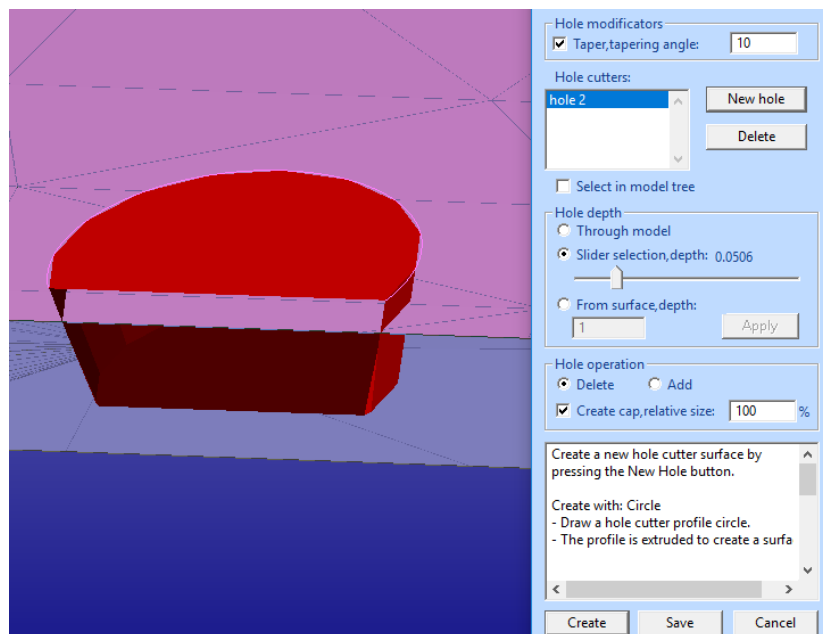 Hole modificators
Taper,tapering angle: 10
Hole cutters:
hole 2
New hole
Delete
Select in model tree
Hole depth
Through model
Slider selection,depth: 0.0506
From surface,depth:
1
Apply
Hole operation
Delete Add
Create cap,relative size: 100 %
Create a new hole cutter surface by
pressing the New Hole button.
Create with: Circle
- Draw a hole cutter profile circle.
- The profile is extruded to create a surfa
Create Save Cancel